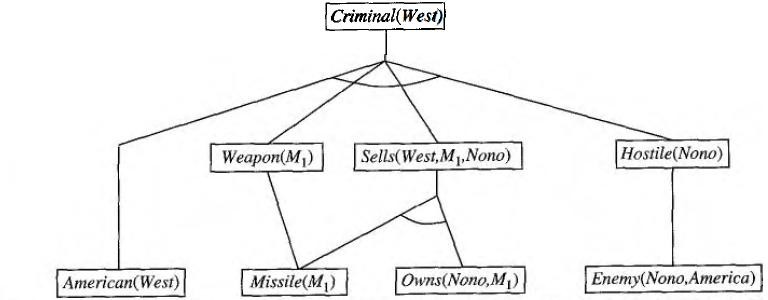 Criminal(West)
Weapon(M₁)
Sells(West,M₁,Nono)
Hostile(Nono)
American(West)
Missile(M₁)
Owns(Nono,M₁)
Enemy(Nono,America)